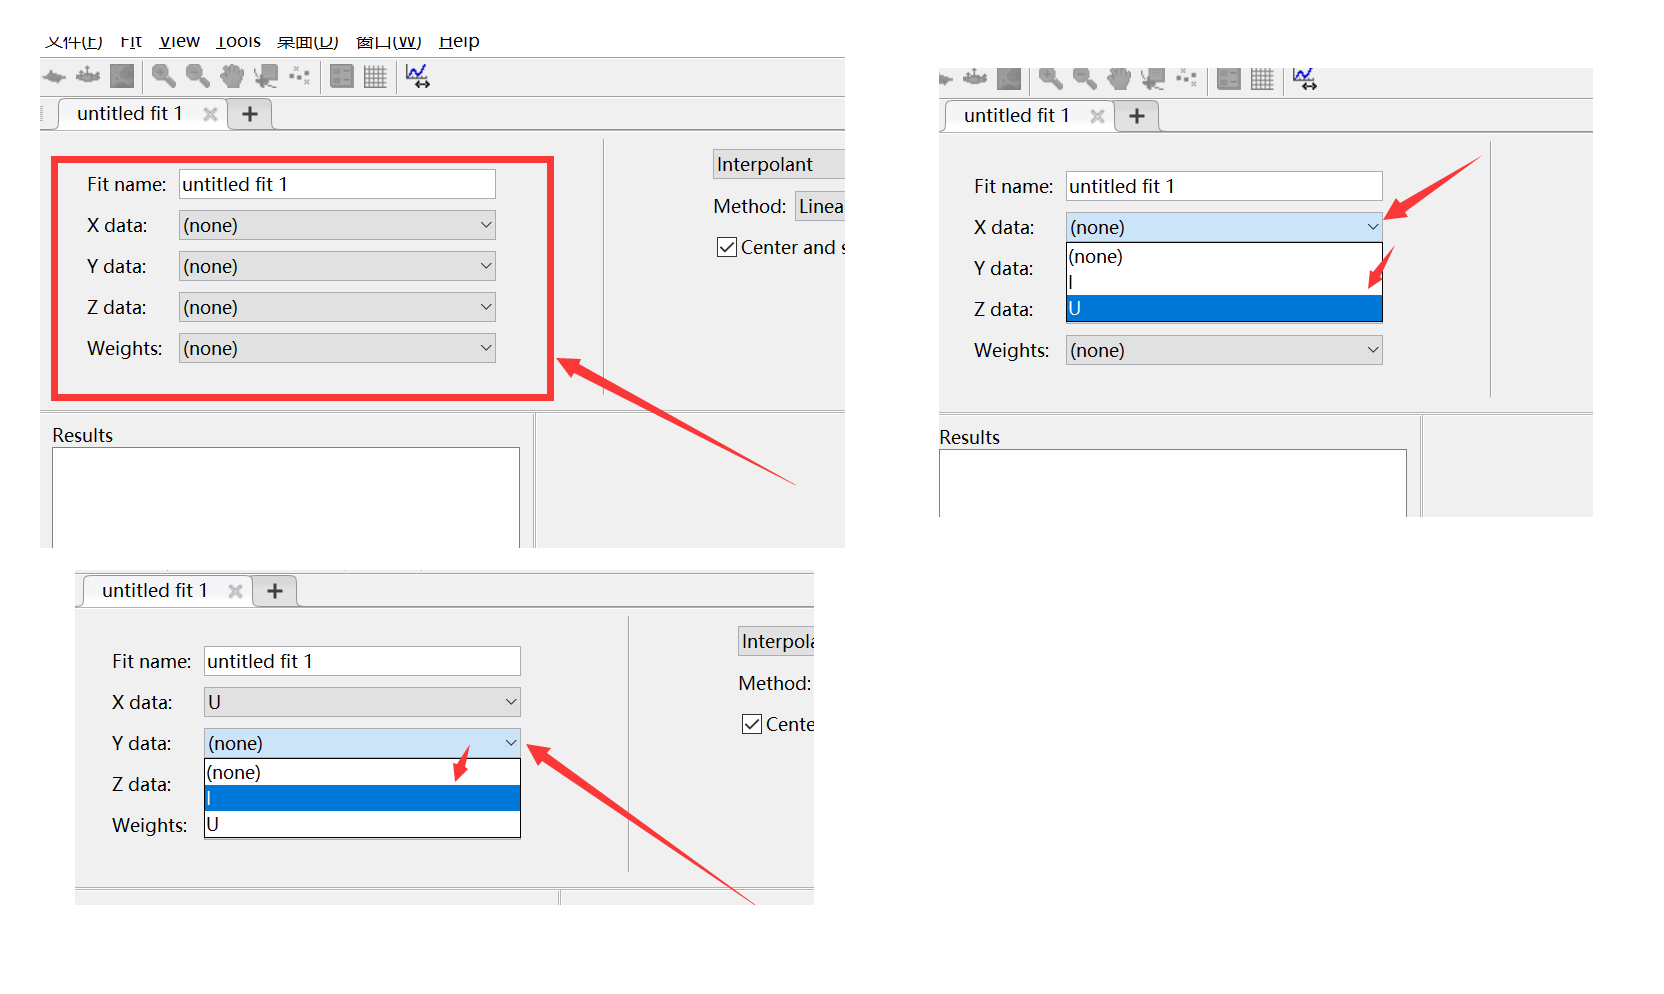 文件(F) Fit View Tools 桌面(D) 窗口(W) Help
untitled fit 1
Fit name: untitled fit 1
X data: (none)
Y data: (none)
Z data: (none)
Weights: (none)
Interpolant
Method: Linea
Center and s
Results
untitled fit 1
Fit name: untitled fit 1
X data: (none)
(none)
I
U
Y data:
Z data:
Weights: (none)
Results
untitled fit 1
Fit name: untitled fit 1
X data: U
Y data: (none)
(none)
I
U
Z data:
Weights:
Interpola
Method:
Cente